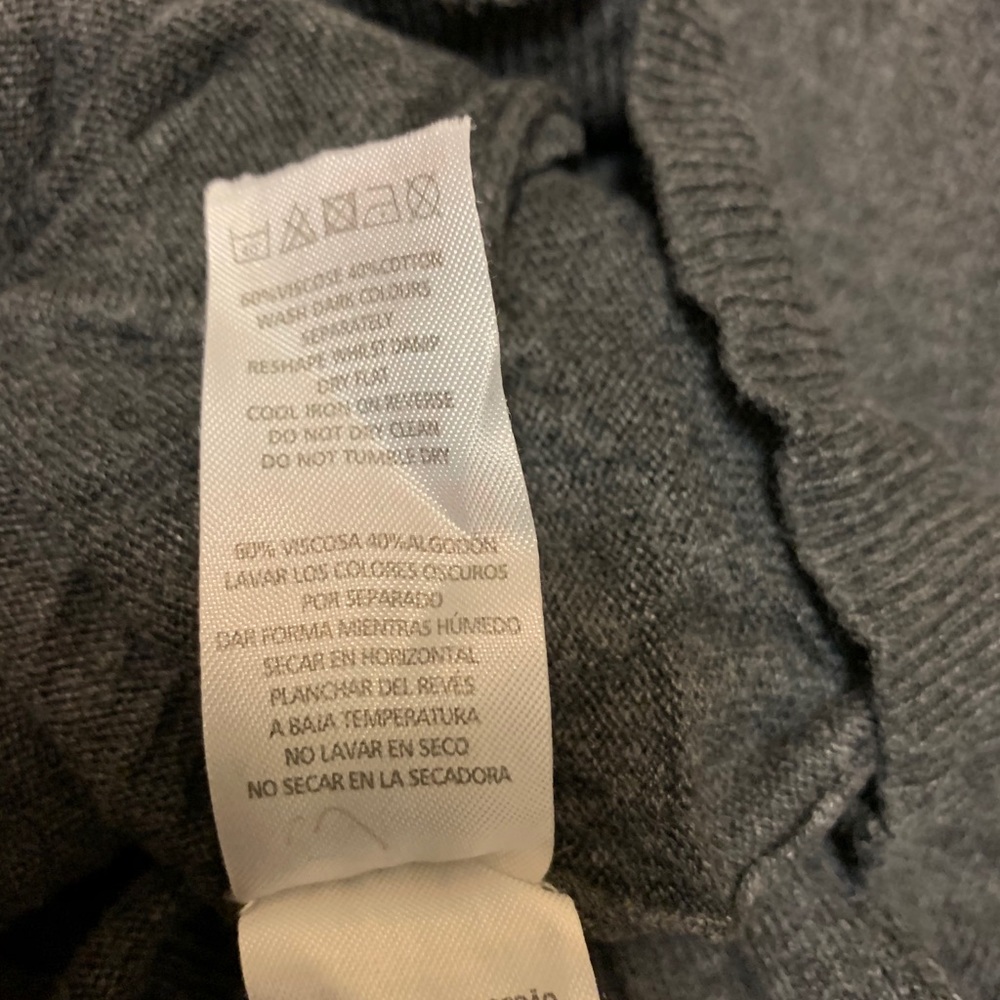 60%VISCOSE 40%COTTON
WASH DARK COLOURS
SEPARATELY
RESHAPE WHILST DAMP
DRY FLAT
COOL IRON ON REVERSE
DO NOT DRY CLEAN
DO NOT TUMBLE DRY
60% VISCOSA 40%ALGODÓN
LAVAR LOS COLORES OSCUROS
POR SEPARADO
DAR FORMA MIENTRAS HÚMEDO
SECAR EN HORIZONTAL
PLANCHAR DEL REVES
A BAJA TEMPERATURA
NO LAVAR EN SECO
NO SECAR EN LA SECADORA